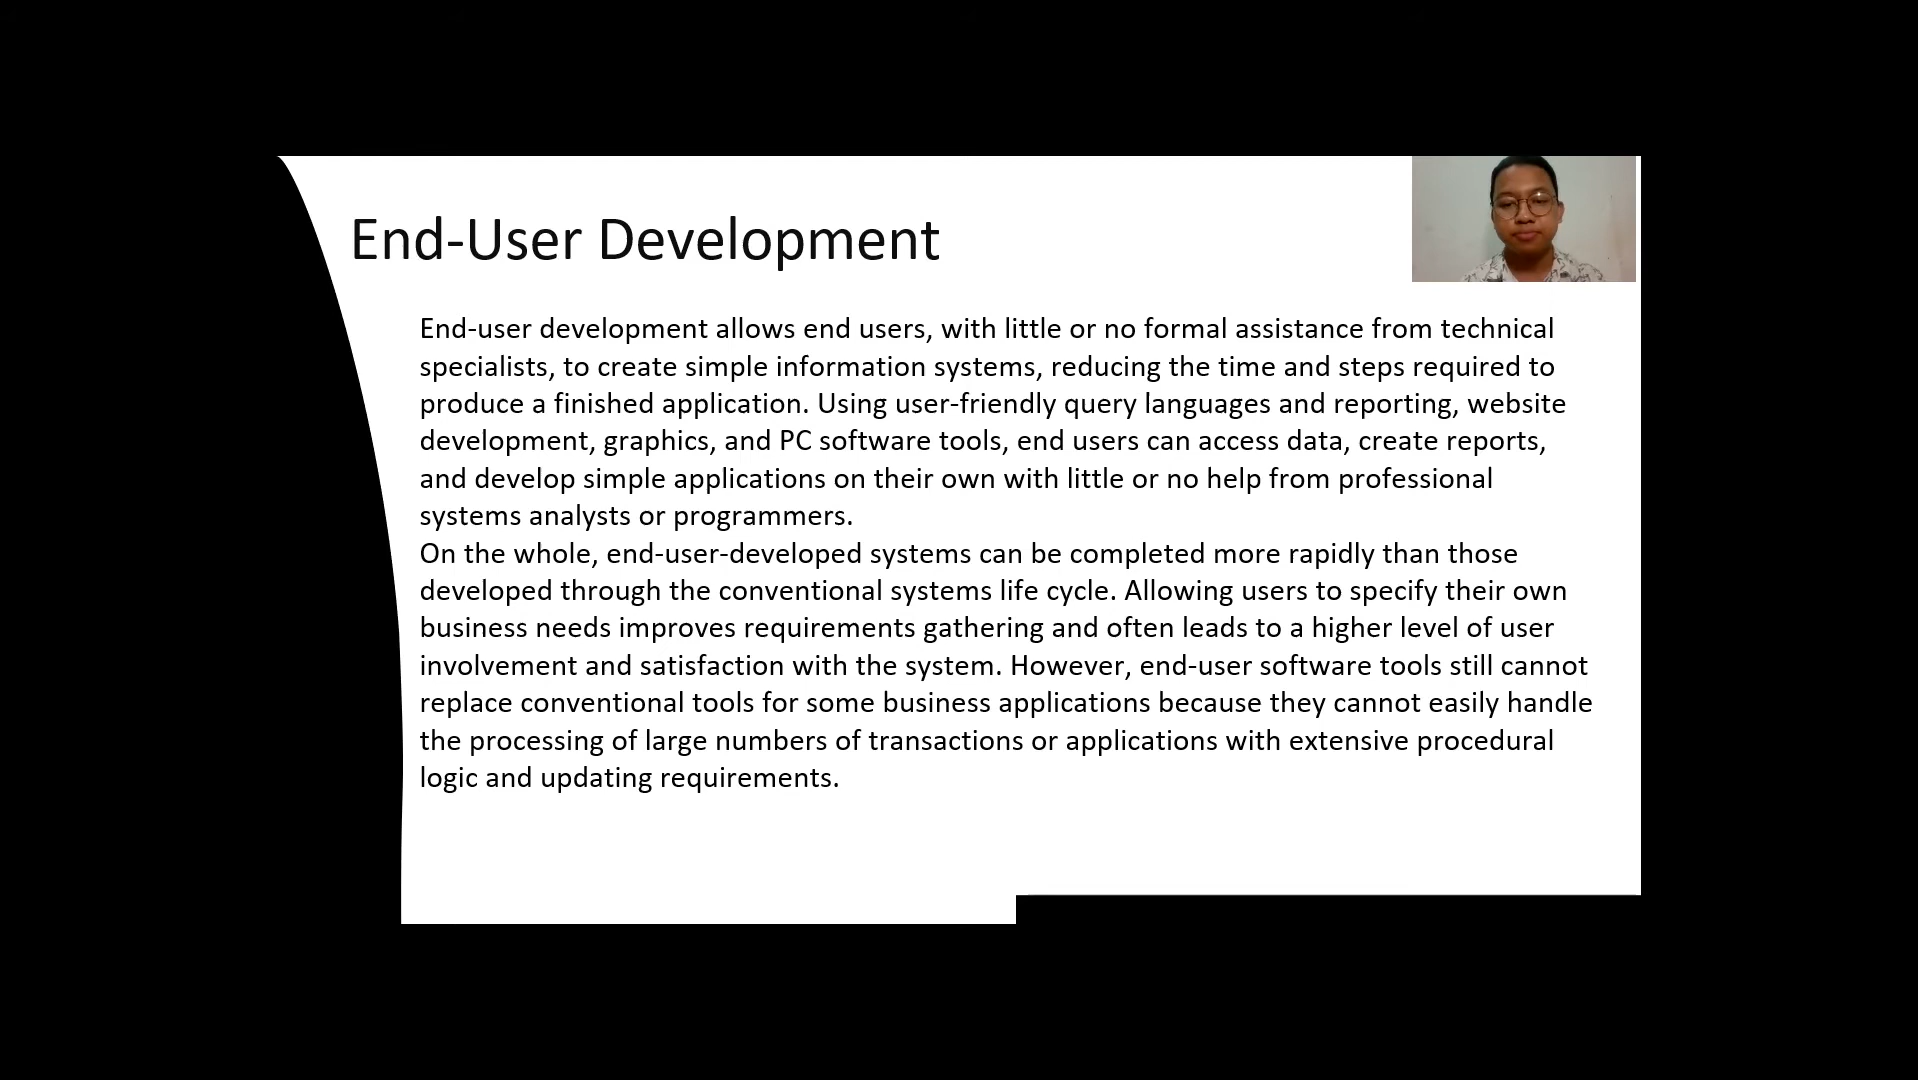 End-User Development
End-user development allows end users, with little or no formal assistance from technical
specialists, to create simple information systems, reducing the time and steps required to
produce a finished application. Using user-friendly query languages and reporting, website
development, graphics, and PC software tools, end users can access data, create reports,
and develop simple applications on their own with little or no help from professional
systems analysts or programmers.
On the whole, end-user-developed systems can be completed more rapidly than those
developed through the conventional systems life cycle. Allowing users to specify their own
business needs improves requirements gathering and often leads to a higher level of user
involvement and satisfaction with the system. However, end-user software tools still cannot
replace conventional tools for some business applications because they cannot easily handle
the processing of large numbers of transactions or applications with extensive procedural
logic and updating requirements.